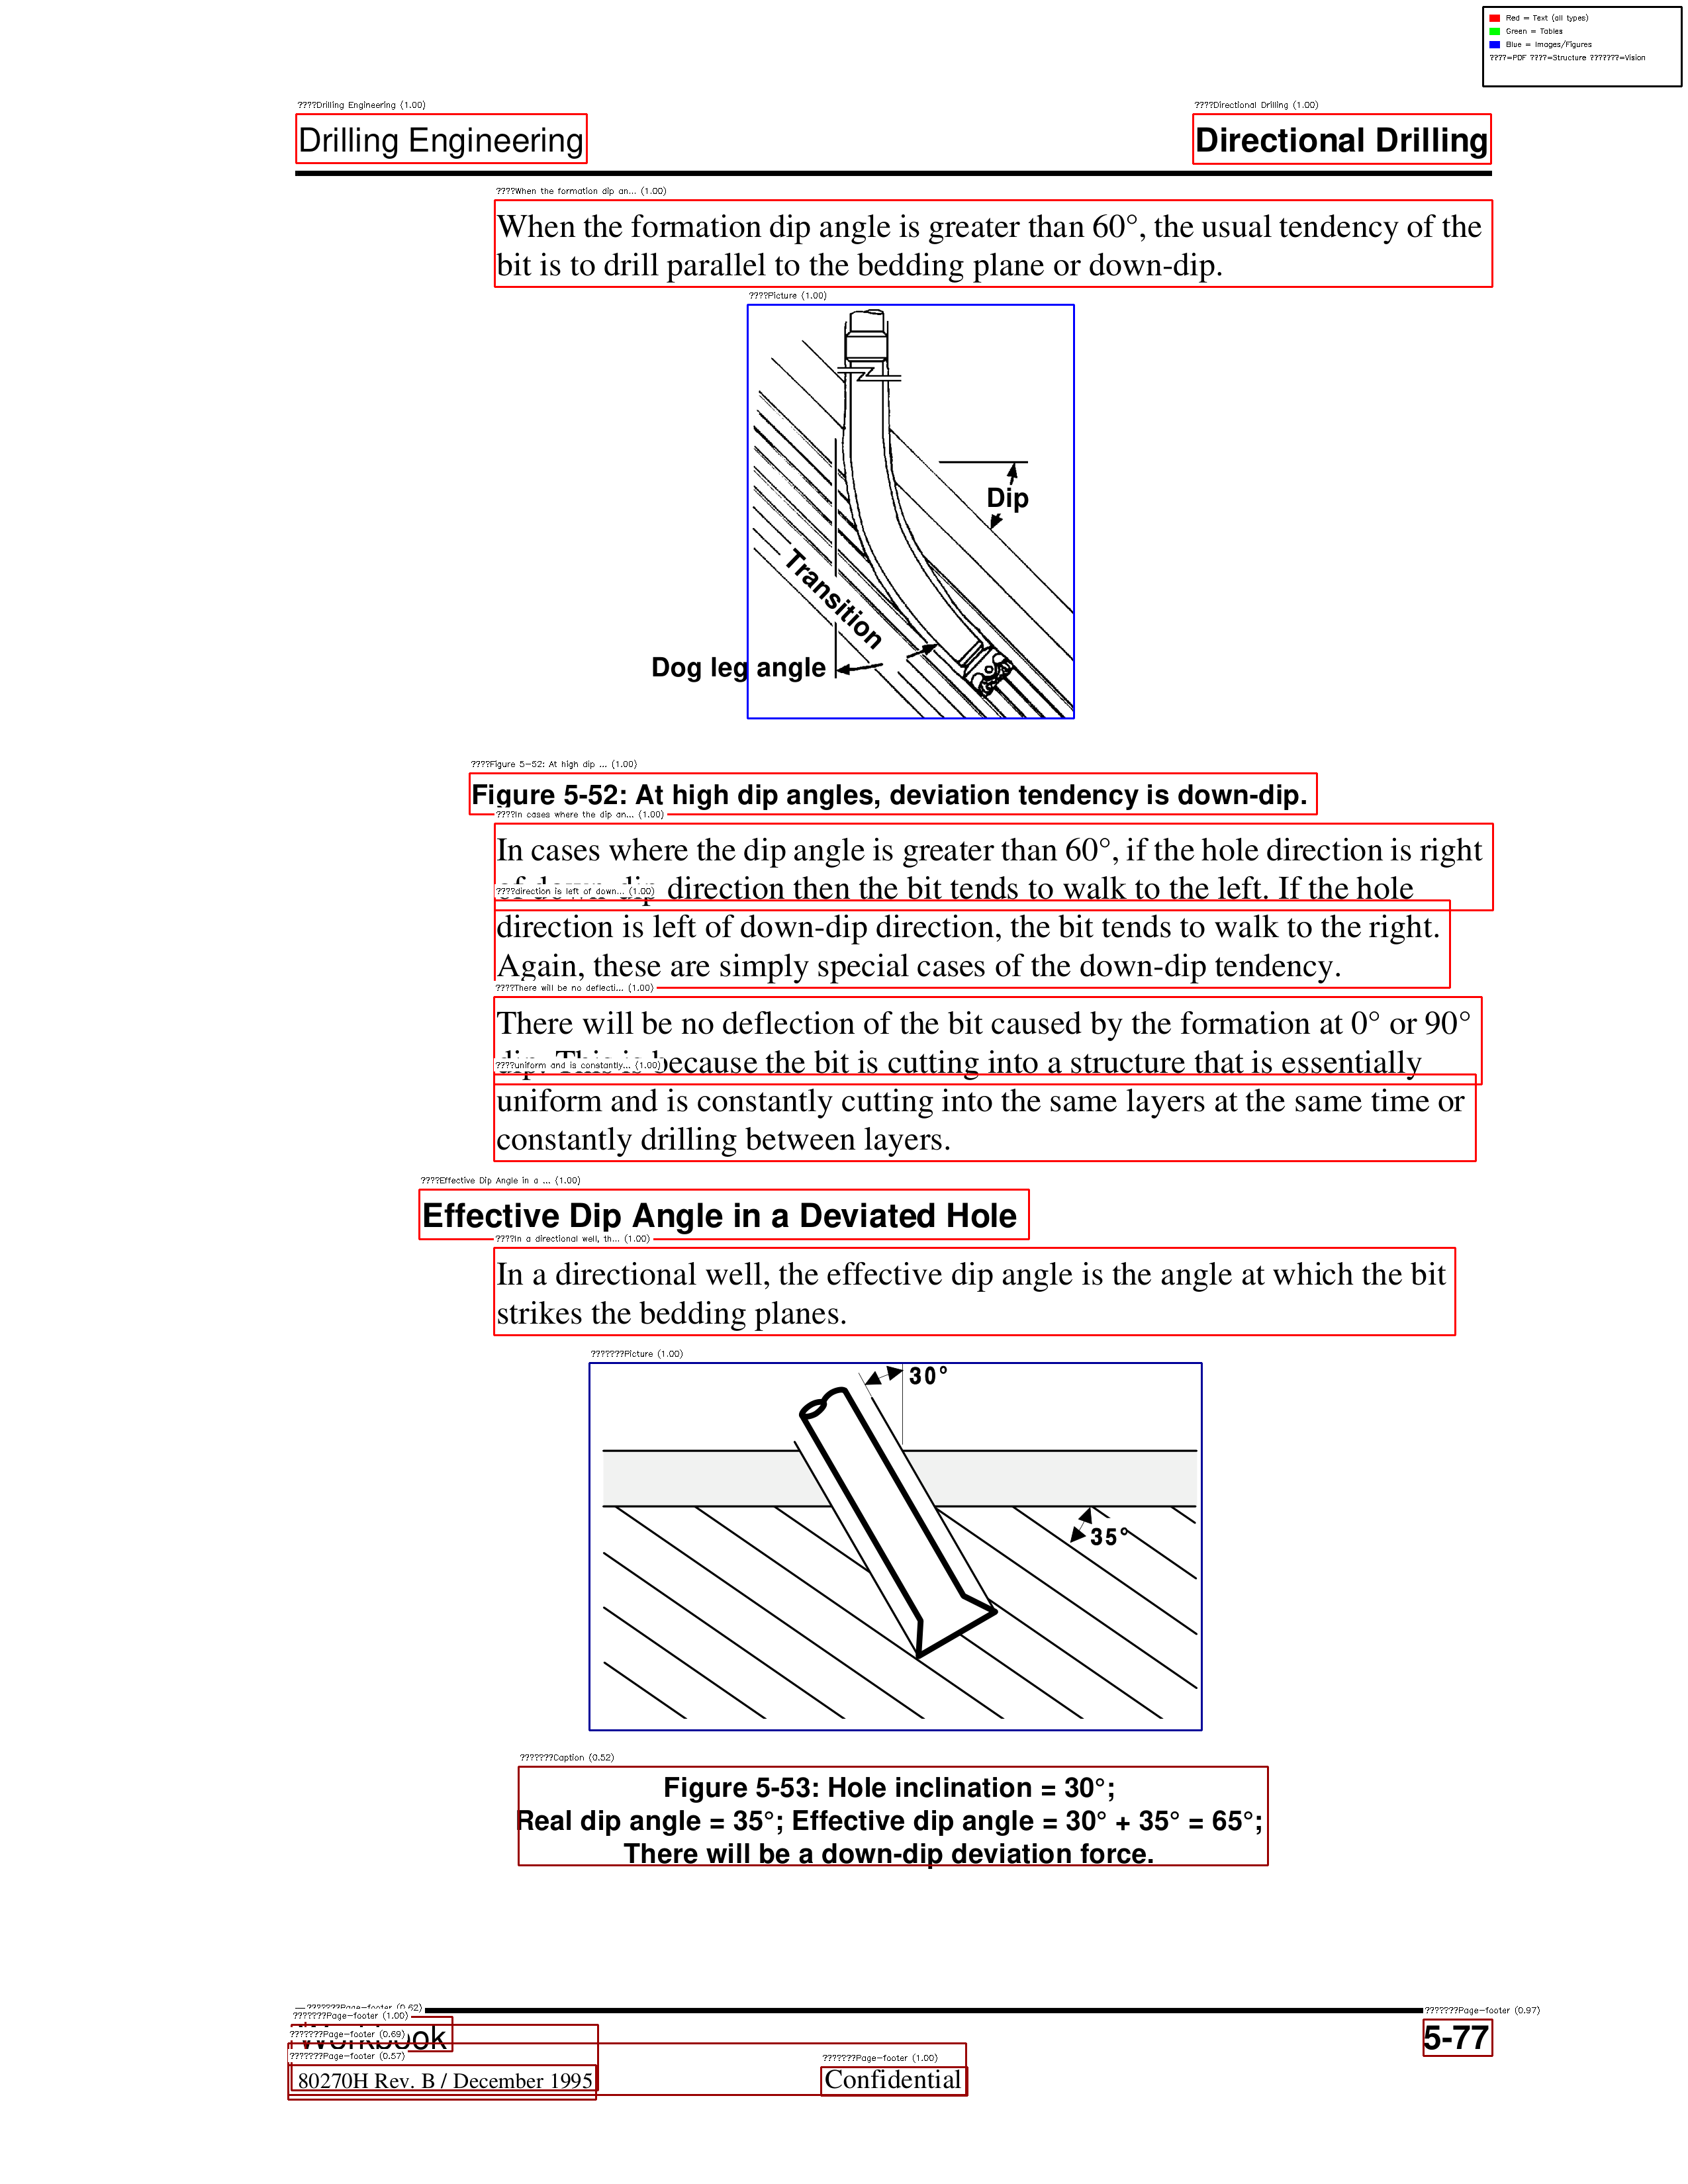 Red = Text (all types)
Green = Tables
Blue = Images/Figures
????=PDF ????=Structure ???????=Vision
????Drilling Engineering (1.00)
????Directional Drilling (1.00)
Drilling Engineering
Directional Drilling
????When the formation dip an... (1.00)
When the formation dip angle is greater than 60°, the usual tendency of the
bit is to drill parallel to the bedding plane or down-dip.
????Picture (1.00)
Dip
Transition
Dog leg angle
????Figure 5-52: At high dip ... (1.00)
Figure 5-52: At high dip angles, deviation tendency is down-dip.
????In cases where the dip an... (1.00)
In cases where the dip angle is greater than 60°, if the hole direction is right
of down-dip direction then the bit tends to walk to the left. If the hole
????direction is left of down... (1.00)
direction is left of down-dip direction, the bit tends to walk to the right.
Again, these are simply special cases of the down-dip tendency.
????There will be no deflecti... (1.00)
There will be no deflection of the bit caused by the formation at 0° or 90°
dip. This is because the bit is cutting into a structure that is essentially
????uniform and is constantly... (1.00)
uniform and is constantly cutting into the same layers at the same time or
constantly drilling between layers.
????Effective Dip Angle in a ... (1.00)
Effective Dip Angle in a Deviated Hole
????In a directional well, th... (1.00)
In a directional well, the effective dip angle is the angle at which the bit
strikes the bedding planes.
???????Picture (1.00)
30°
35°
???????Caption (0.52)
Figure 5-53: Hole inclination = 30°;
Real dip angle = 35°; Effective dip angle = 30° + 35° = 65°;
There will be a down-dip deviation force.
???????Page-footer (0.62)
???????Page-footer (0.97)
???????Page-footer (1.00)
Workbook
5-77
???????Page-footer (0.69)
???????Page-footer (0.57)
???????Page-footer (1.00)
80270H Rev. B / December 1995
Confidential